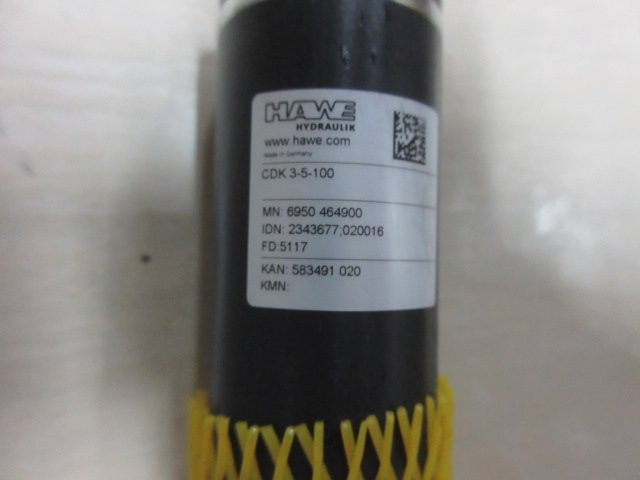 HAWE
HYDRAULIK
www.hawe.com
Made in Germany
CDK 3-5-100
MN: 6950 464900
IDN: 2343677,020016
FD:5117
KAN: 583491 020
KMN: